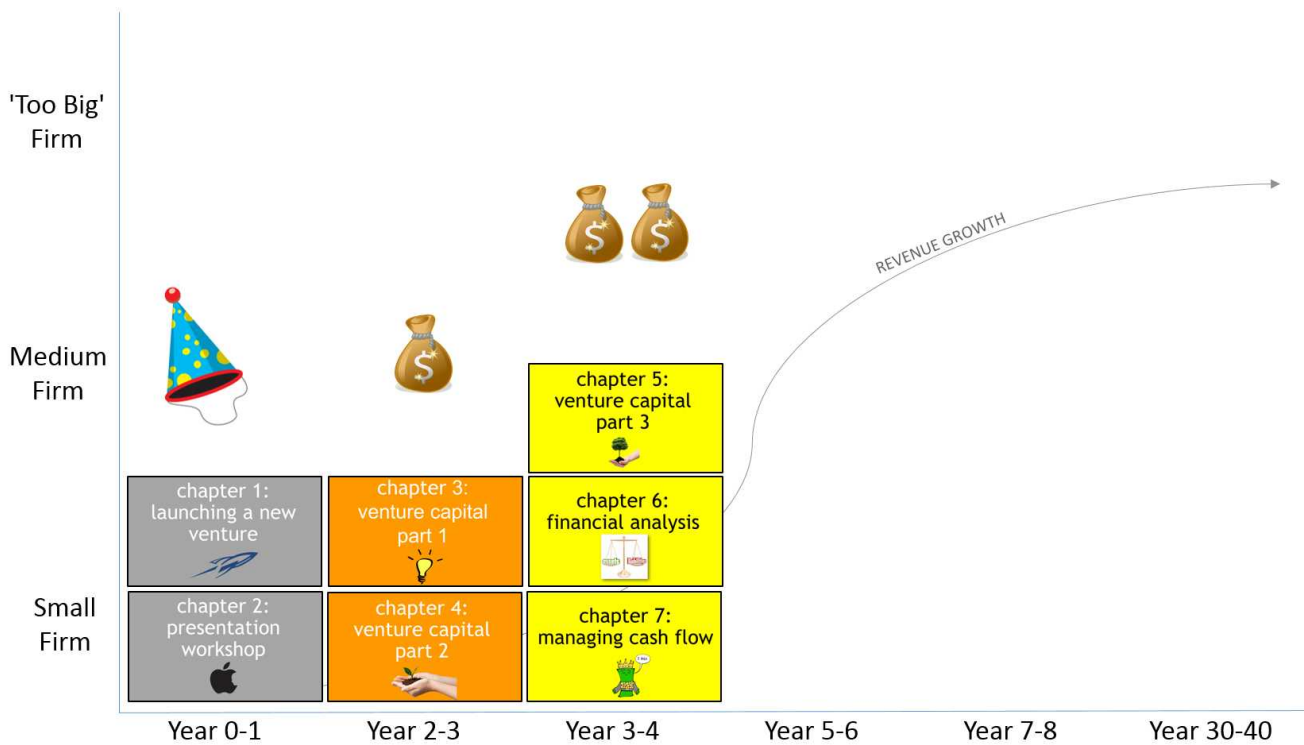 'Too Big'
Firm
Medium
Firm
Small
Firm
REVENUE GROWTH
$
$
$
chapter 1:
launching a new
venture
chapter 2:
presentation
workshop
chapter 3:
venture capital
part 1
chapter 4:
venture capital
part 2
chapter 5:
venture capital
part 3
chapter 6:
financial analysis
chapter 7:
managing cash flow
Year 0-1
Year 2-3
Year 3-4
Year 5-6
Year 7-8
Year 30-40